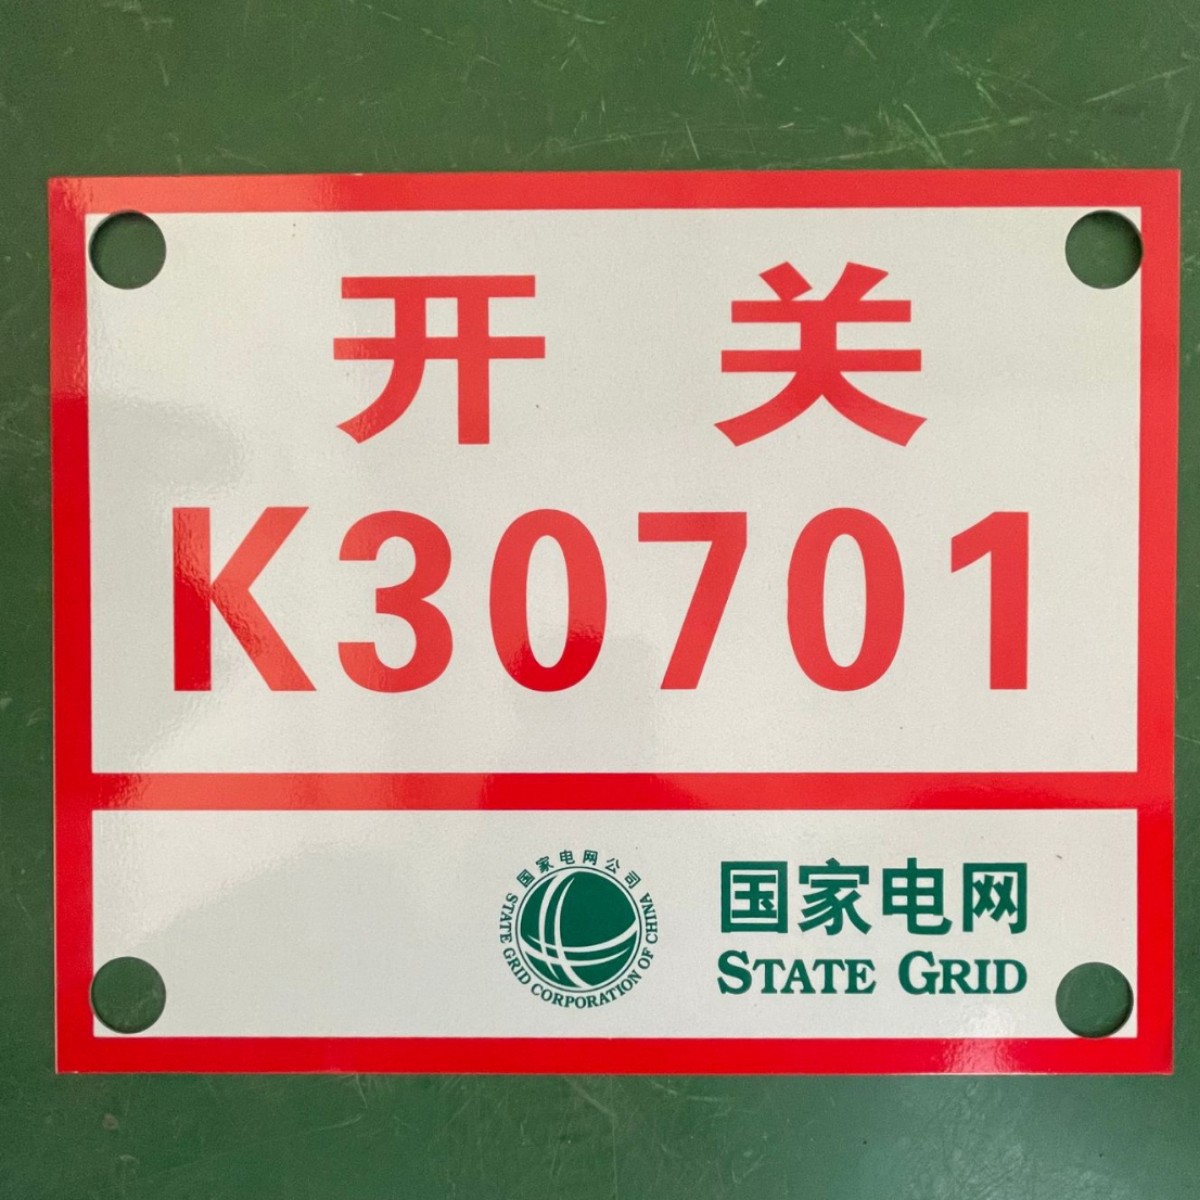 开关
K30701
国家电网公司
STATE GRID CORPORATION OF CHINA
国家电网
STATE GRID